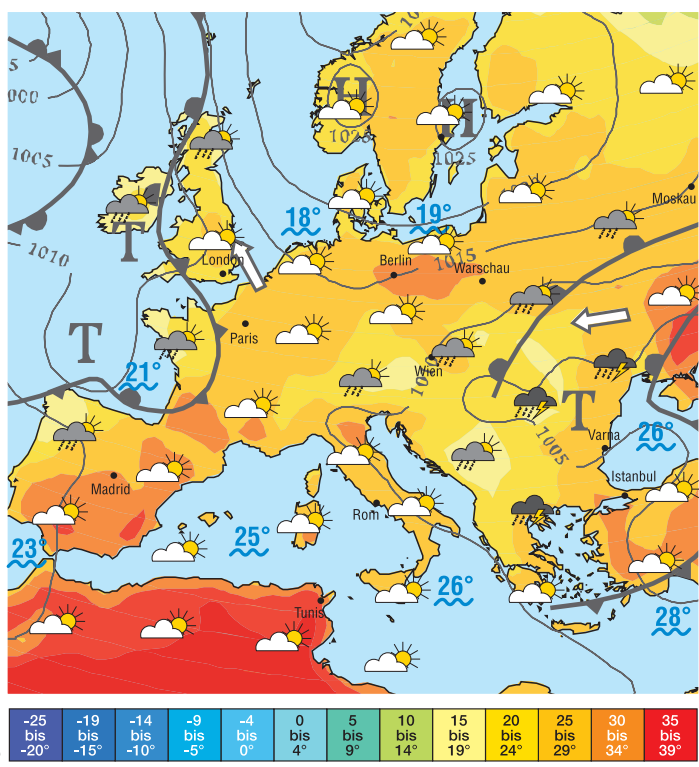 10
5
000
1005
H
H
1025
1025
Moskau
T
18°
19°
1010
London
1015
Berlin
Warschau
Paris
T
Wien
21°
T
1005
Varna
26°
Madrid
Istanbul
Rom
25°
23°
26°
Tunis
28°
-25 -19 -14 -9 -4 0 5 10 15 20 25 30 35
bis bis bis bis bis bis bis bis bis bis bis bis bis
-20° -15° -10° -5° 0° 4° 9° 14° 19° 24° 29° 34° 39°